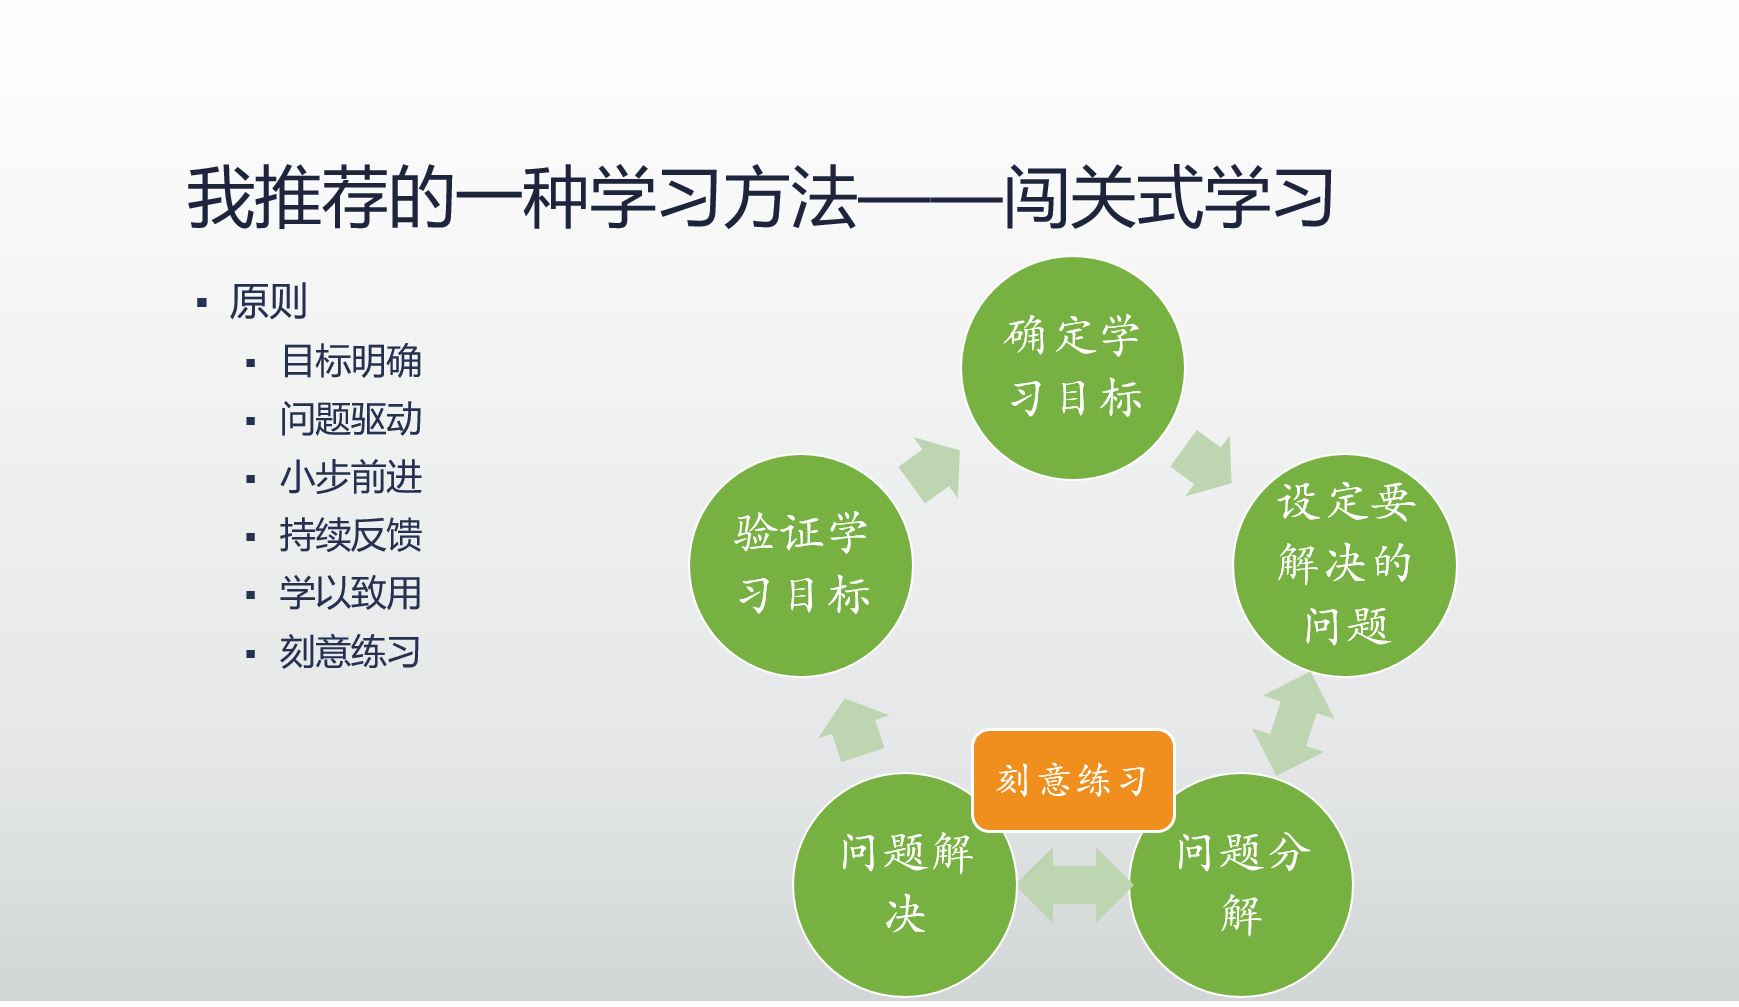 我推荐的一种学习方法——闯关式学习
▪ 原则
▪ 目标明确
▪ 问题驱动
▪ 小步前进
▪ 持续反馈
▪ 学以致用
▪ 刻意练习
确定学
习目标
设定要
解决的
问题
问题分
解
刻意练习
问题解
决
验证学
习目标